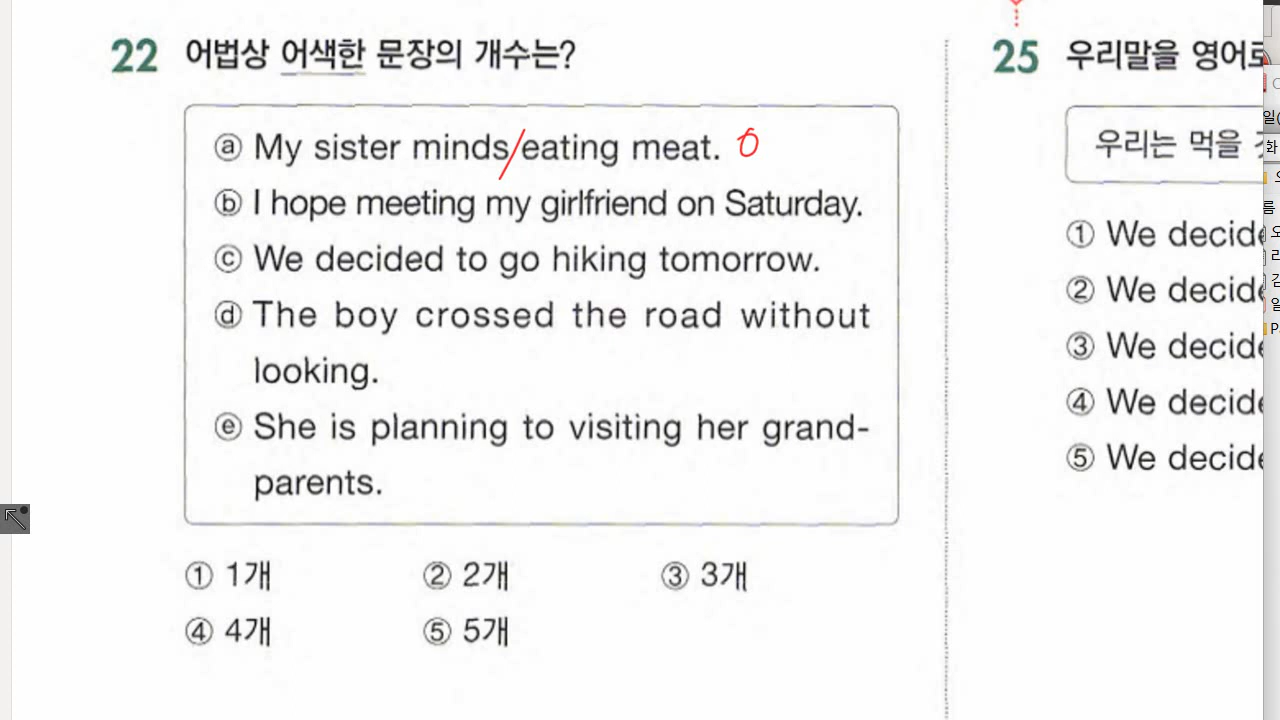 22 어법상 어색한 문장의 개수는?
ⓐ My sister minds/eating meat. O
ⓑ I hope meeting my girlfriend on Saturday.
ⓒ We decided to go hiking tomorrow.
ⓓ The boy crossed the road without
looking.
ⓔ She is planning to visiting her grand-
parents.
① 1개 ② 2개 ③ 3개
④ 4개 ⑤ 5개
25 우리말을 영어로
우리는 먹을
① We decide
② We decide
③ We decide
④ We decide
⑤ We decide
일(
화